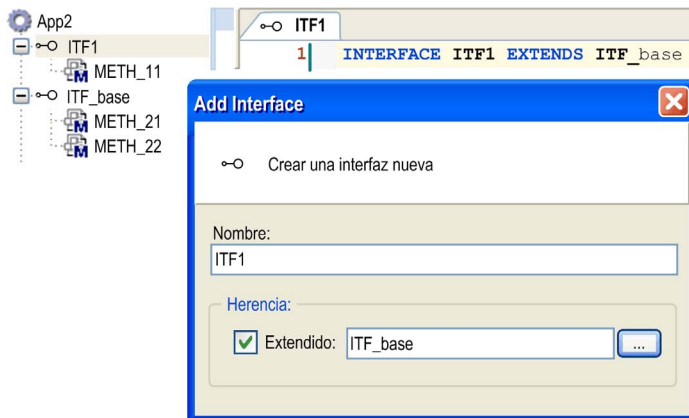 App2
ITF1
METH_11
ITF_base
METH_21
METH_22
ITF1
1 INTERFACE ITF1 EXTENDS ITF_base
Add Interface
Crear una interfaz nueva
Nombre:
ITF1
Herencia:
Extendido: ITF_base ...